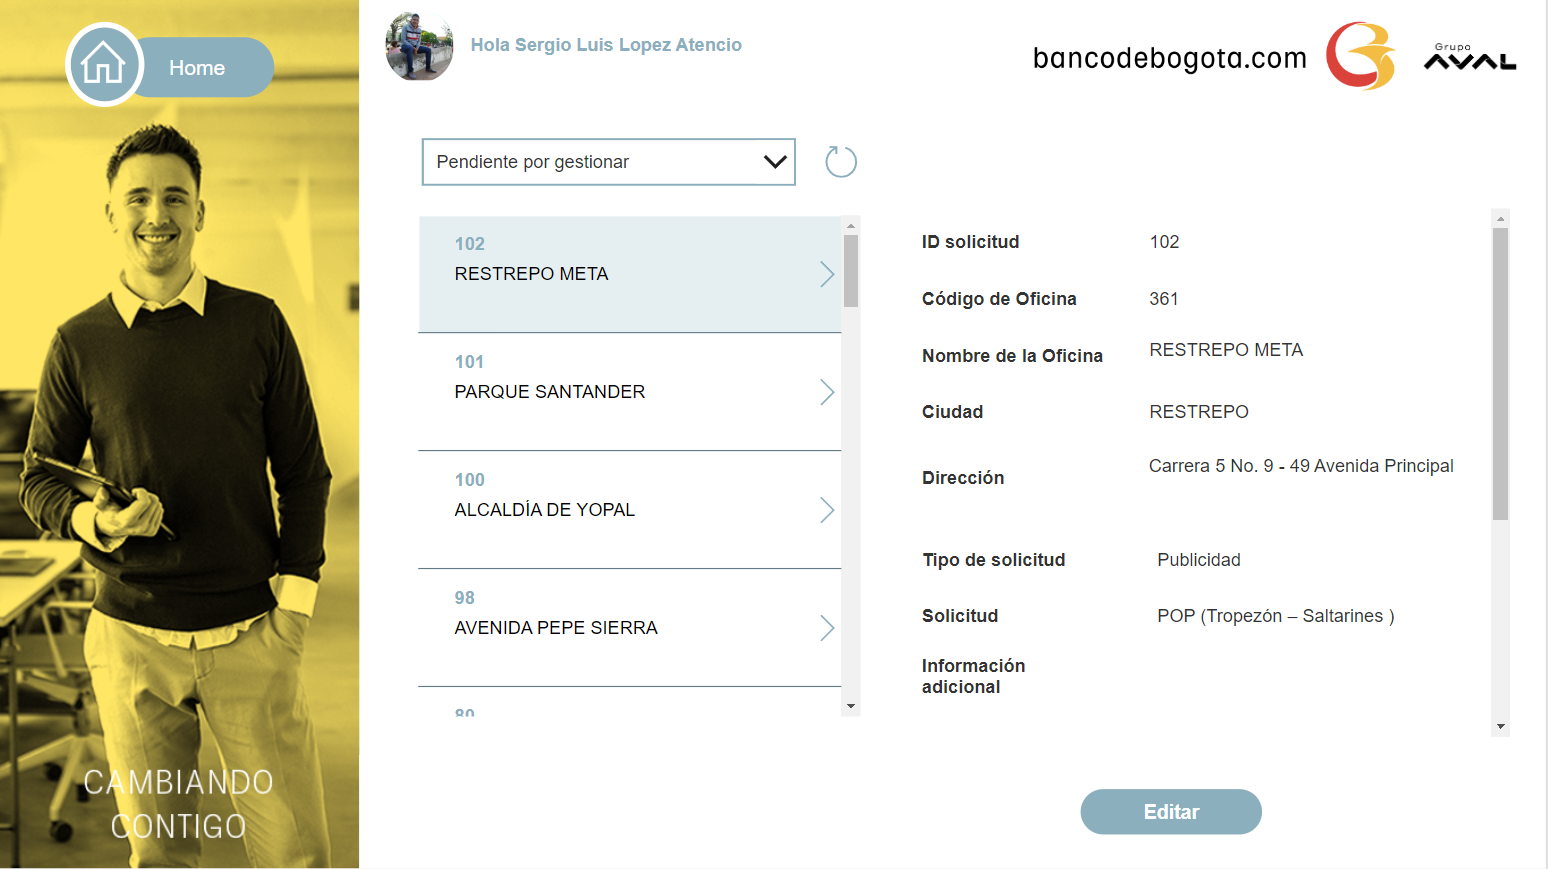 Home
Hola Sergio Luis Lopez Atencio
bancodebogota.com
Grupo
AVAL
Pendiente por gestionar
102
RESTREPO META
101
PARQUE SANTANDER
100
ALCALDÍA DE YOPAL
98
AVENIDA PEPE SIERRA
80
ID solicitud 102
Código de Oficina 361
Nombre de la Oficina RESTREPO META
Ciudad RESTREPO
Dirección Carrera 5 No. 9 - 49 Avenida Principal
Tipo de solicitud Publicidad
Solicitud POP (Tropezón – Saltarines )
Información
adicional
Editar
CAMBIANDO
CONTIGO